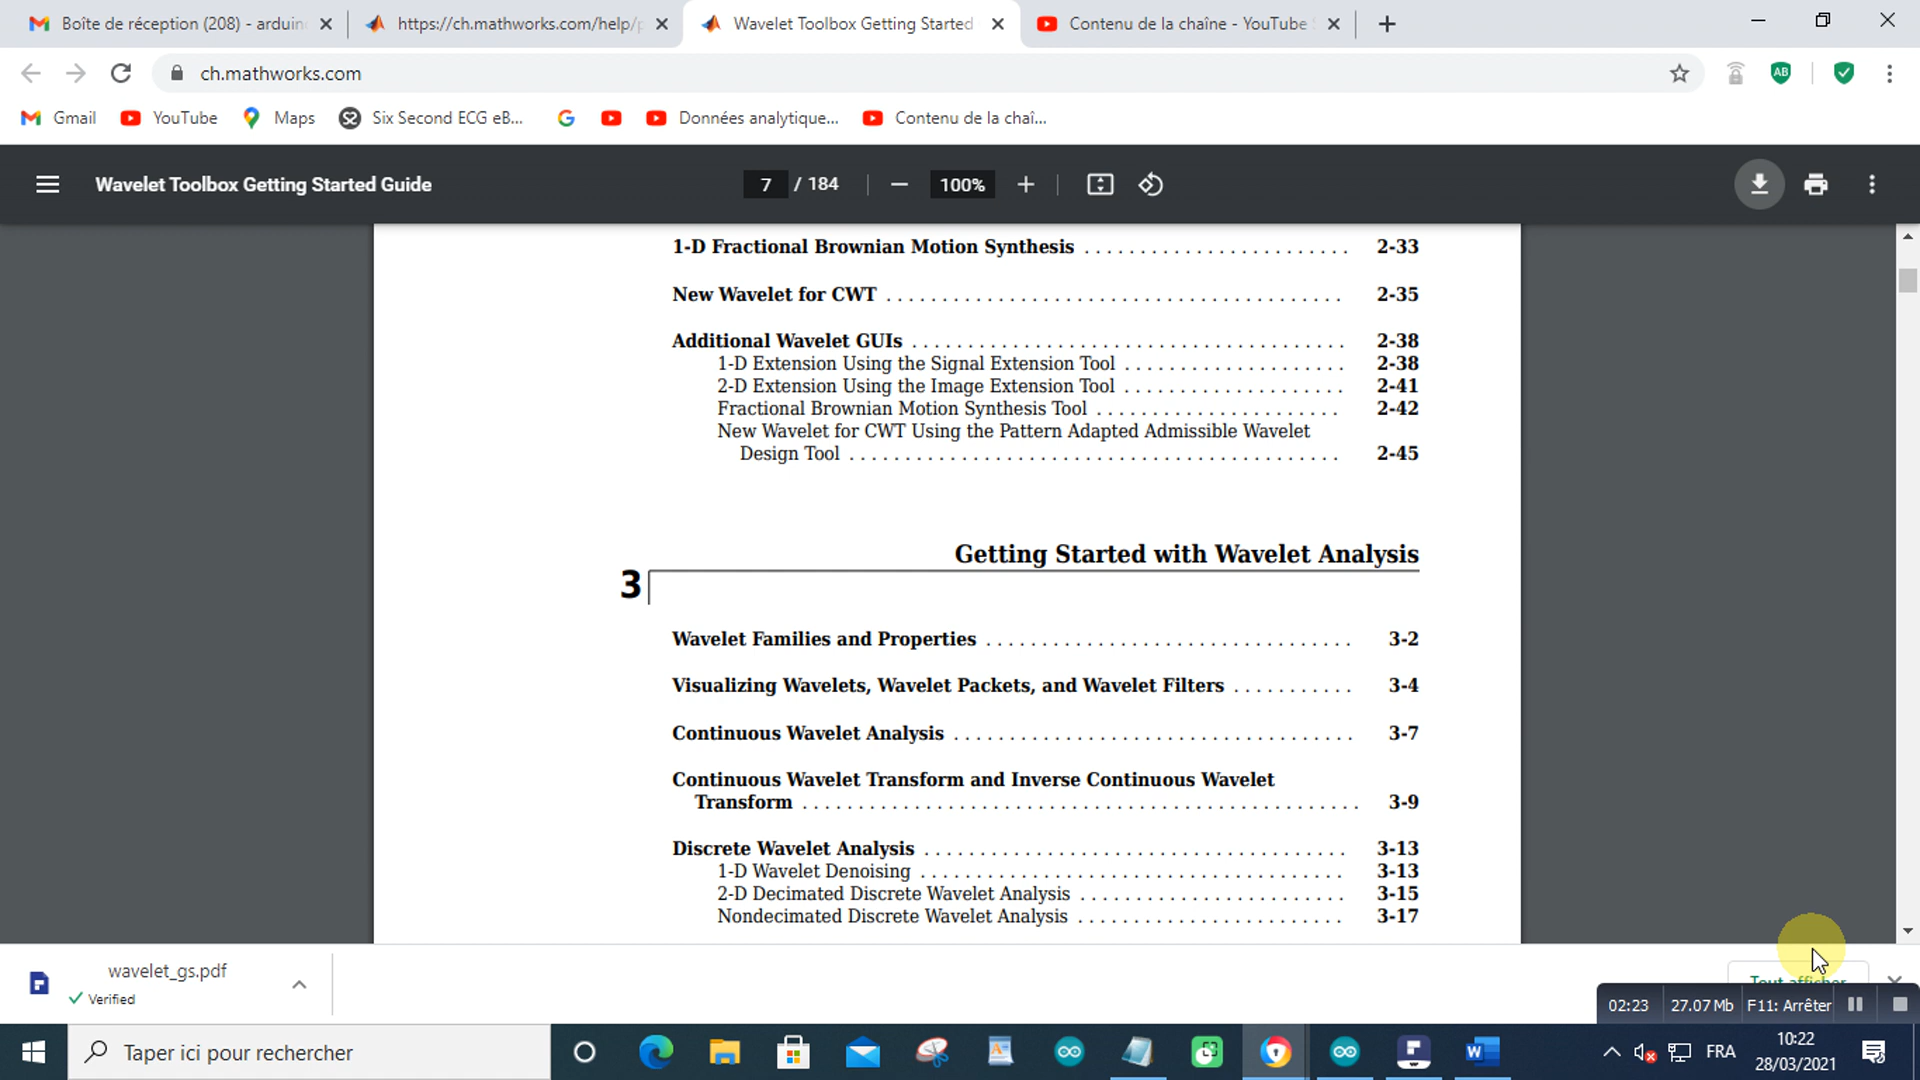 Boîte de réception (208) - arduin
https://ch.mathworks.com/help/p
Wavelet Toolbox Getting Started
Contenu de la chaîne - YouTube
ch.mathworks.com
AB
Gmail
YouTube
Maps
Six Second ECG eB...
Données analytique...
Contenu de la chaî...
Wavelet Toolbox Getting Started Guide
7 / 184
100%
1-D Fractional Brownian Motion Synthesis . . . . . . . . . . . . . . . . . . . . . . . . 2-33
New Wavelet for CWT . . . . . . . . . . . . . . . . . . . . . . . . . . . . . . . . . . . . . . . . . 2-35
Additional Wavelet GUIs . . . . . . . . . . . . . . . . . . . . . . . . . . . . . . . . . . . . . . . 2-38
1-D Extension Using the Signal Extension Tool . . . . . . . . . . . . . . . . . . . . 2-38
2-D Extension Using the Image Extension Tool . . . . . . . . . . . . . . . . . . . . 2-41
Fractional Brownian Motion Synthesis Tool . . . . . . . . . . . . . . . . . . . . . . 2-42
New Wavelet for CWT Using the Pattern Adapted Admissible Wavelet
Design Tool . . . . . . . . . . . . . . . . . . . . . . . . . . . . . . . . . . . . . . . . . . . . 2-45
Getting Started with Wavelet Analysis
3
Wavelet Families and Properties . . . . . . . . . . . . . . . . . . . . . . . . . . . . . . . . . 3-2
Visualizing Wavelets, Wavelet Packets, and Wavelet Filters . . . . . . . . . . . 3-4
Continuous Wavelet Analysis . . . . . . . . . . . . . . . . . . . . . . . . . . . . . . . . . . . . 3-7
Continuous Wavelet Transform and Inverse Continuous Wavelet
Transform . . . . . . . . . . . . . . . . . . . . . . . . . . . . . . . . . . . . . . . . . . . . . . . . . . 3-9
Discrete Wavelet Analysis . . . . . . . . . . . . . . . . . . . . . . . . . . . . . . . . . . . . . . 3-13
1-D Wavelet Denoising . . . . . . . . . . . . . . . . . . . . . . . . . . . . . . . . . . . . . . 3-13
2-D Decimated Discrete Wavelet Analysis . . . . . . . . . . . . . . . . . . . . . . . . 3-15
Nondecimated Discrete Wavelet Analysis . . . . . . . . . . . . . . . . . . . . . . . . 3-17
wavelet_gs.pdf
Verified
Tout afficher
02:23
27.07 Mb
F11: Arrêter
Taper ici pour rechercher
FRA
10:22
28/03/2021